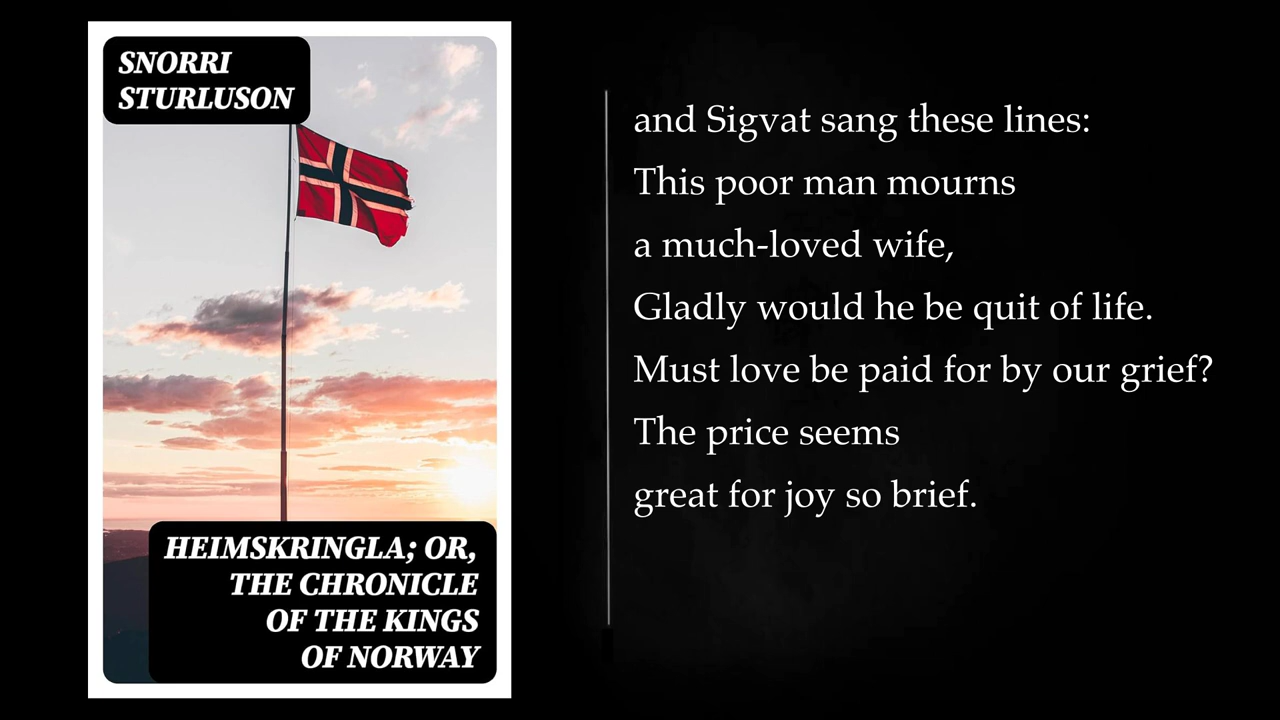 SNORRI
STURLUSON
HEIMSKRINGLA; OR,
THE CHRONICLE
OF THE KINGS
OF NORWAY
and Sigvat sang these lines:
This poor man mourns
a much-loved wife,
Gladly would he be quit of life.
Must love be paid for by our grief?
The price seems
great for joy so brief.